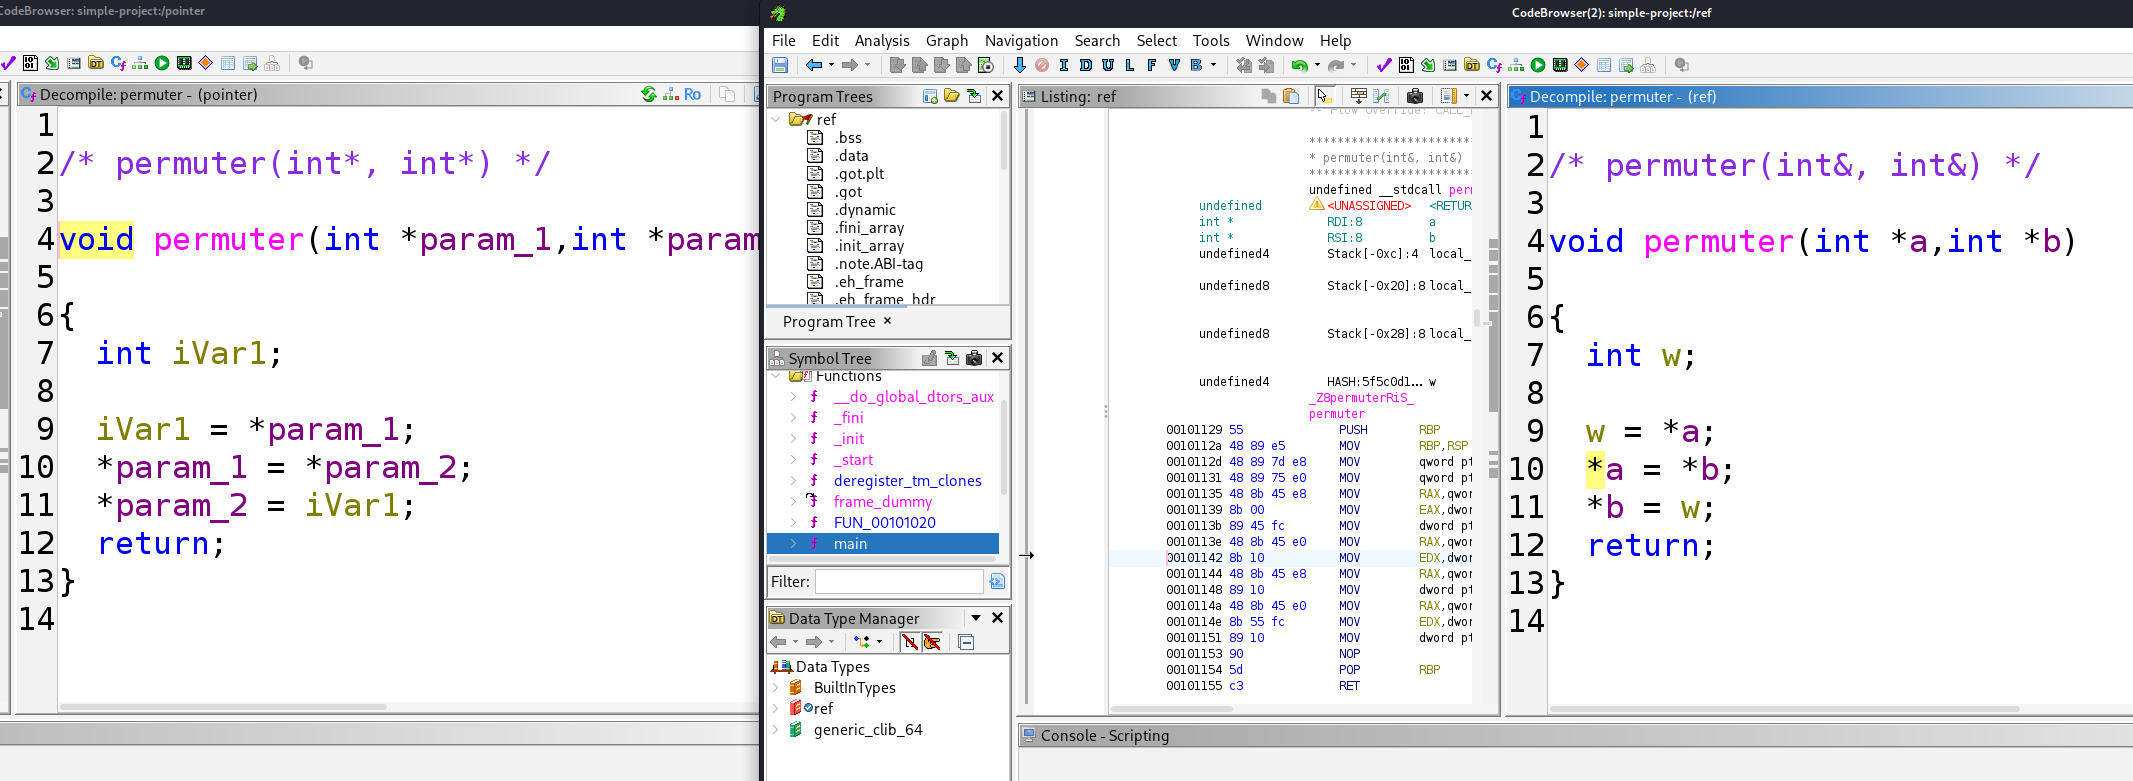 CodeBrowser: simple-project:/pointer
Decompile: permuter - (pointer)
Ro
1
2 /* permuter(int*, int*) */
3
4 void permuter(int *param_1,int *param
5
6 {
7 int iVar1;
8
9 iVar1 = *param_1;
10 *param_1 = *param_2;
11 *param_2 = iVar1;
12 return;
13 }
14
CodeBrowser(2): simple-project:/ref
File Edit Analysis Graph Navigation Search Select Tools Window Help
I D U L F V B
Program Trees
ref
.bss
.data
.got.plt
.got
.dynamic
.fini_array
.init_array
.note.ABI-tag
.eh_frame
.eh_frame_hdr
Program Tree ×
Symbol Tree
Functions
__do_global_dtors_aux
_fini
_init
_start
deregister_tm_clones
frame_dummy
FUN_00101020
main
Filter:
Data Type Manager
Data Types
BuiltInTypes
ref
generic_clib_64
Listing: ref
-- Flow Override: CALL_
***********************
* permuter(int&, int&)
***********************
undefined __stdcall perm
undefined <UNASSIGNED> <RETUR
int * RDI:8 a
int * RSI:8 b
undefined4 Stack[-0xc]:4 local_
undefined8 Stack[-0x20]:8 local_
undefined8 Stack[-0x28]:8 local_
undefined4 HASH:5f5c0d1... w
_Z8permuterRiS_
permuter
00101129 55 PUSH RBP
0010112a 48 89 e5 MOV RBP,RSP
0010112d 48 89 7d e8 MOV qword pt
00101131 48 89 75 e0 MOV qword pt
00101135 48 8b 45 e8 MOV RAX,qwor
00101139 8b 00 MOV EAX,dwor
0010113b 89 45 fc MOV dword pt
0010113e 48 8b 45 e0 MOV RAX,qwor
00101142 8b 10 MOV EDX,dwor
00101144 48 8b 45 e8 MOV RAX,qwor
00101148 89 10 MOV dword pt
0010114a 48 8b 45 e0 MOV RAX,qwor
0010114e 8b 55 fc MOV EDX,dwor
00101151 89 10 MOV dword pt
00101153 90 NOP
00101154 5d POP RBP
00101155 c3 RET
Console - Scripting
Decompile: permuter - (ref)
1
2 /* permuter(int&, int&) */
3
4 void permuter(int *a,int *b)
5
6 {
7 int w;
8
9 w = *a;
10 *a = *b;
11 *b = w;
12 return;
13 }
14